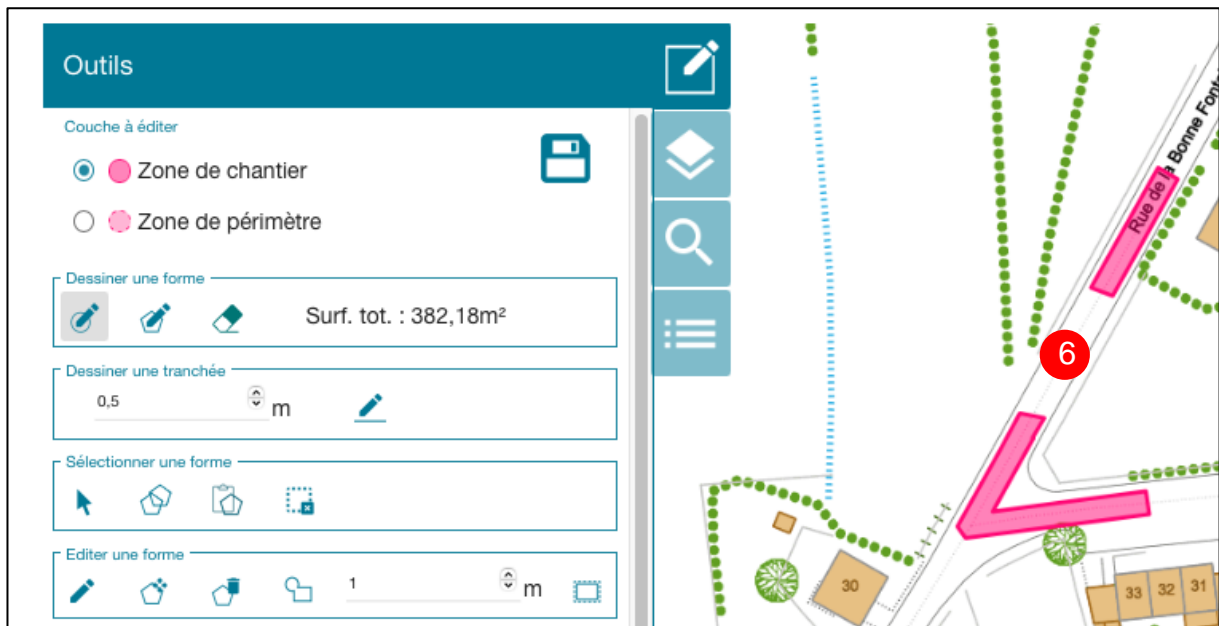 Outils
Couche à éditer
Zone de chantier
Zone de périmètre
Dessiner une forme
Surf. tot. : 382,18m²
Dessiner une tranchée
0,5
m
Sélectionner une forme
Editer une forme
1
m
Rue de la Bonne
6
30
33
32
31